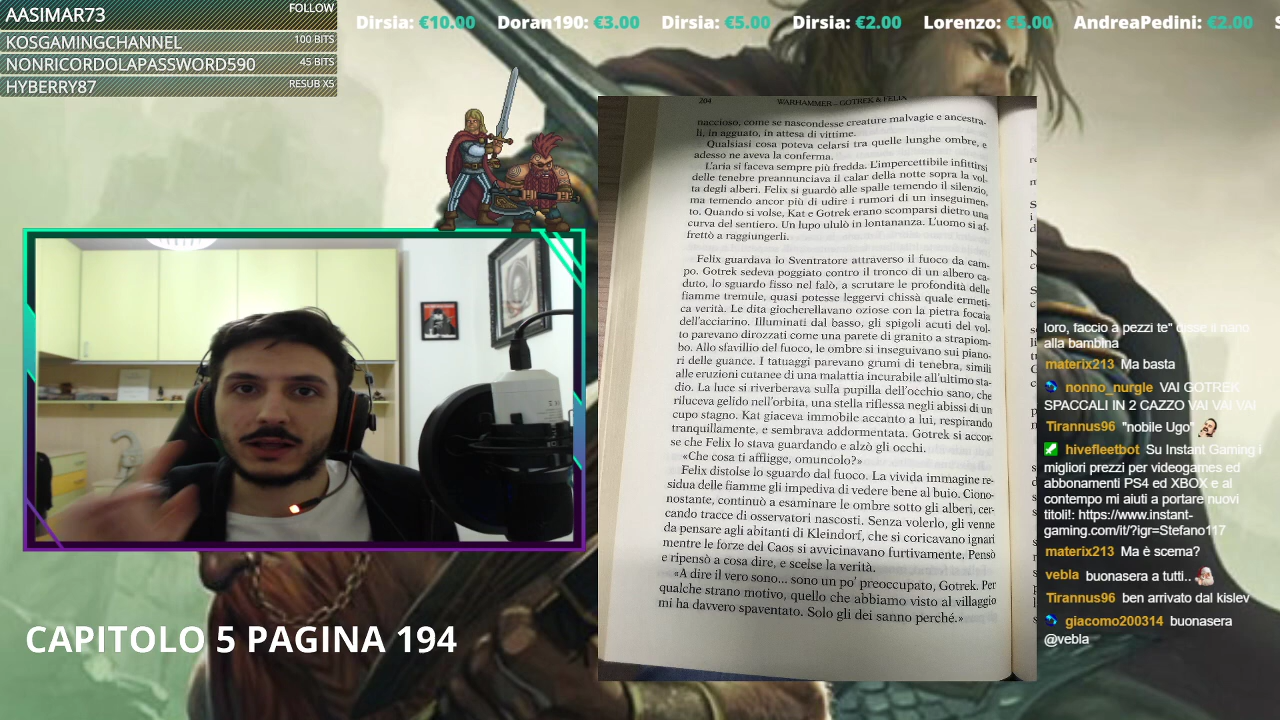 AASIMAR73
FOLLOW
KOSGAMINGCHANNEL
100 BITS
NONRICORDOLAPASSWORD590
45 BITS
HYBERRY87
RESUB X5
Dirsia: €10.00 Doran190: €3.00 Dirsia: €5.00 Dirsia: €2.00 Lorenzo: €5.00 AndreaPedini: €2.00 S
204 WARHAMMER – GOTREK & FELIX
naccioso, come se nascondesse creature malvagie e ancestra-
li, in agguato, in attesa di vittime.
Qualsiasi cosa poteva celarsi tra quelle lunghe ombre, e
adesso ne aveva la conferma.
L'aria si faceva sempre più fredda. L'impercettibile infittirsi
delle tenebre preannunciava il calar della notte sopra la vol-
ta degli alberi. Felix si guardò alle spalle temendo il silenzio,
ma temendo ancor più di udire i rumori di un inseguimen-
to. Quando si volse, Kat e Gotrek erano scomparsi dietro una
curva del sentiero. Un lupo ululò in lontananza. L'uomo si af-
frettò a raggiungerli.
Felix guardava lo Sventratore attraverso il fuoco da cam-
po. Gotrek sedeva poggiato contro il tronco di un albero ca-
duto, lo sguardo fisso nel falò, a scrutare le profondità delle
fiamme tremule, quasi potesse leggervi chissà quale ermeti-
ca verità. Le dita giocherellavano oziose con la pietra focaia
dell'acciarino. Illuminati dal basso, gli spigoli acuti del vol-
to parevano dirozzati come una parete di granito a strapiom-
bo. Allo sfavillio del fuoco, le ombre si inseguivano sui piano-
ri delle guance. I tatuaggi parevano grumi di tenebra, simili
alle eruzioni cutanee di una malattia incurabile all'ultimo sta-
dio. La luce si riverberava sulla pupilla dell'occhio sano, che
riluceva gelido nell'orbita, una stella riflessa negli abissi di un
cupo stagno. Kat giaceva immobile accanto a lui, respirando
tranquillamente, e sembrava addormentata. Gotrek si accor-
se che Felix lo stava guardando e alzò gli occhi.
«Che cosa ti affligge, omuncolo?»
Felix distolse lo sguardo dal fuoco. La vivida immagine re-
sidua delle fiamme gli impediva di vedere bene al buio. Ciono-
nostante, continuò a esaminare le ombre sotto gli alberi, cer-
cando tracce di osservatori nascosti. Senza volerlo, gli venne
da pensare agli abitanti di Kleindorf, che si coricavano ignari
mentre le forze del Caos si avvicinavano furtivamente. Pensò
e ripensò a cosa dire, e scelse la verità.
«A dire il vero sono... sono un po' preoccupato, Gotrek. Per
qualche strano motivo, quello che abbiamo visto al villaggio
mi ha davvero spaventato. Solo gli dei sanno perché.»
loro, faccio a pezzi te" disse il nano
alla bambina
materix213 Ma basta
nonno_nurgle VAI GOTREK
SPACCALI IN 2 CAZZO VAI VAI VAI
Tirannus96 "nobile Ugo"
hivefleetbot Su Instant Gaming i
migliori prezzi per videogames ed
abbonamenti PS4 ed XBOX e al
contempo mi aiuti a portare nuovi
titoli!: https://www.instant-
gaming.com/it/?igr=Stefano117
materix213 Ma è scema?
vebla buonasera a tutti..
Tirannus96 ben arrivato dal kislev
giacomo200314 buonasera
@vebla
CAPITOLO 5 PAGINA 194